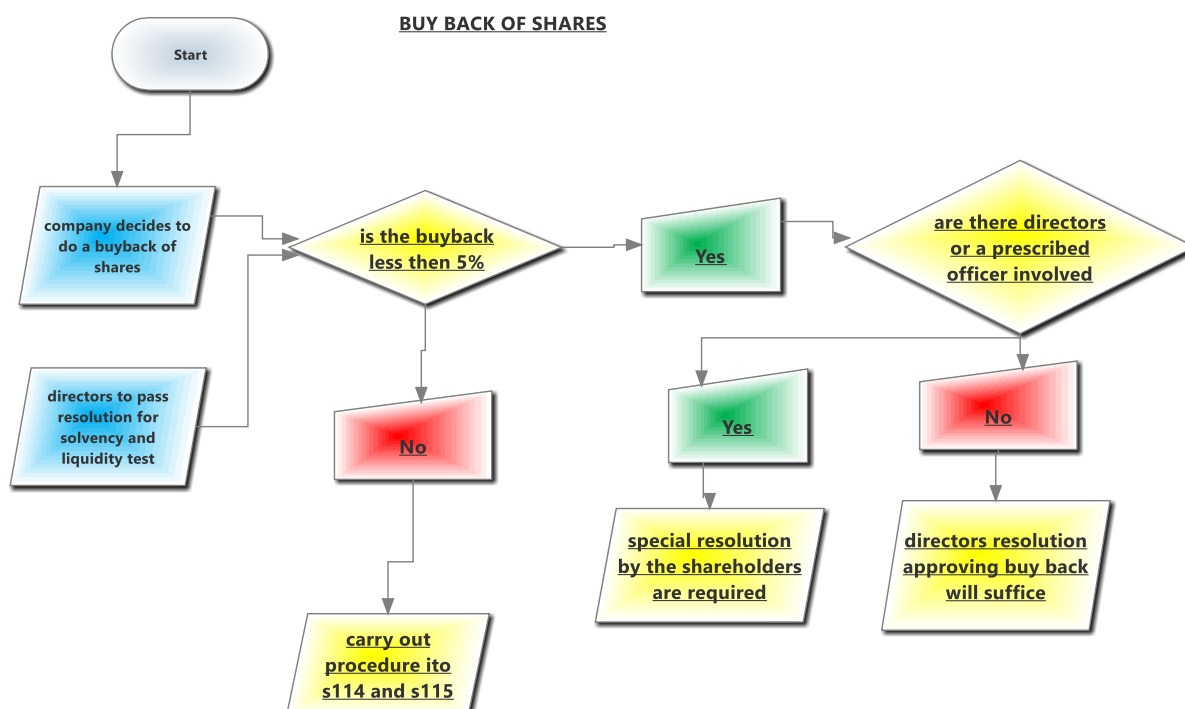 BUY BACK OF SHARES
Start
company decides to
do a buyback of
shares
is the buyback
less then 5%
Yes
are there directors
or a prescribed
officer involved
directors to pass
resolution for
solvency and
liquidity test
No
Yes
No
special resolution
by the shareholders
are required
directors resolution
approving buy back
will suffice
carry out
procedure ito
s114 and s115